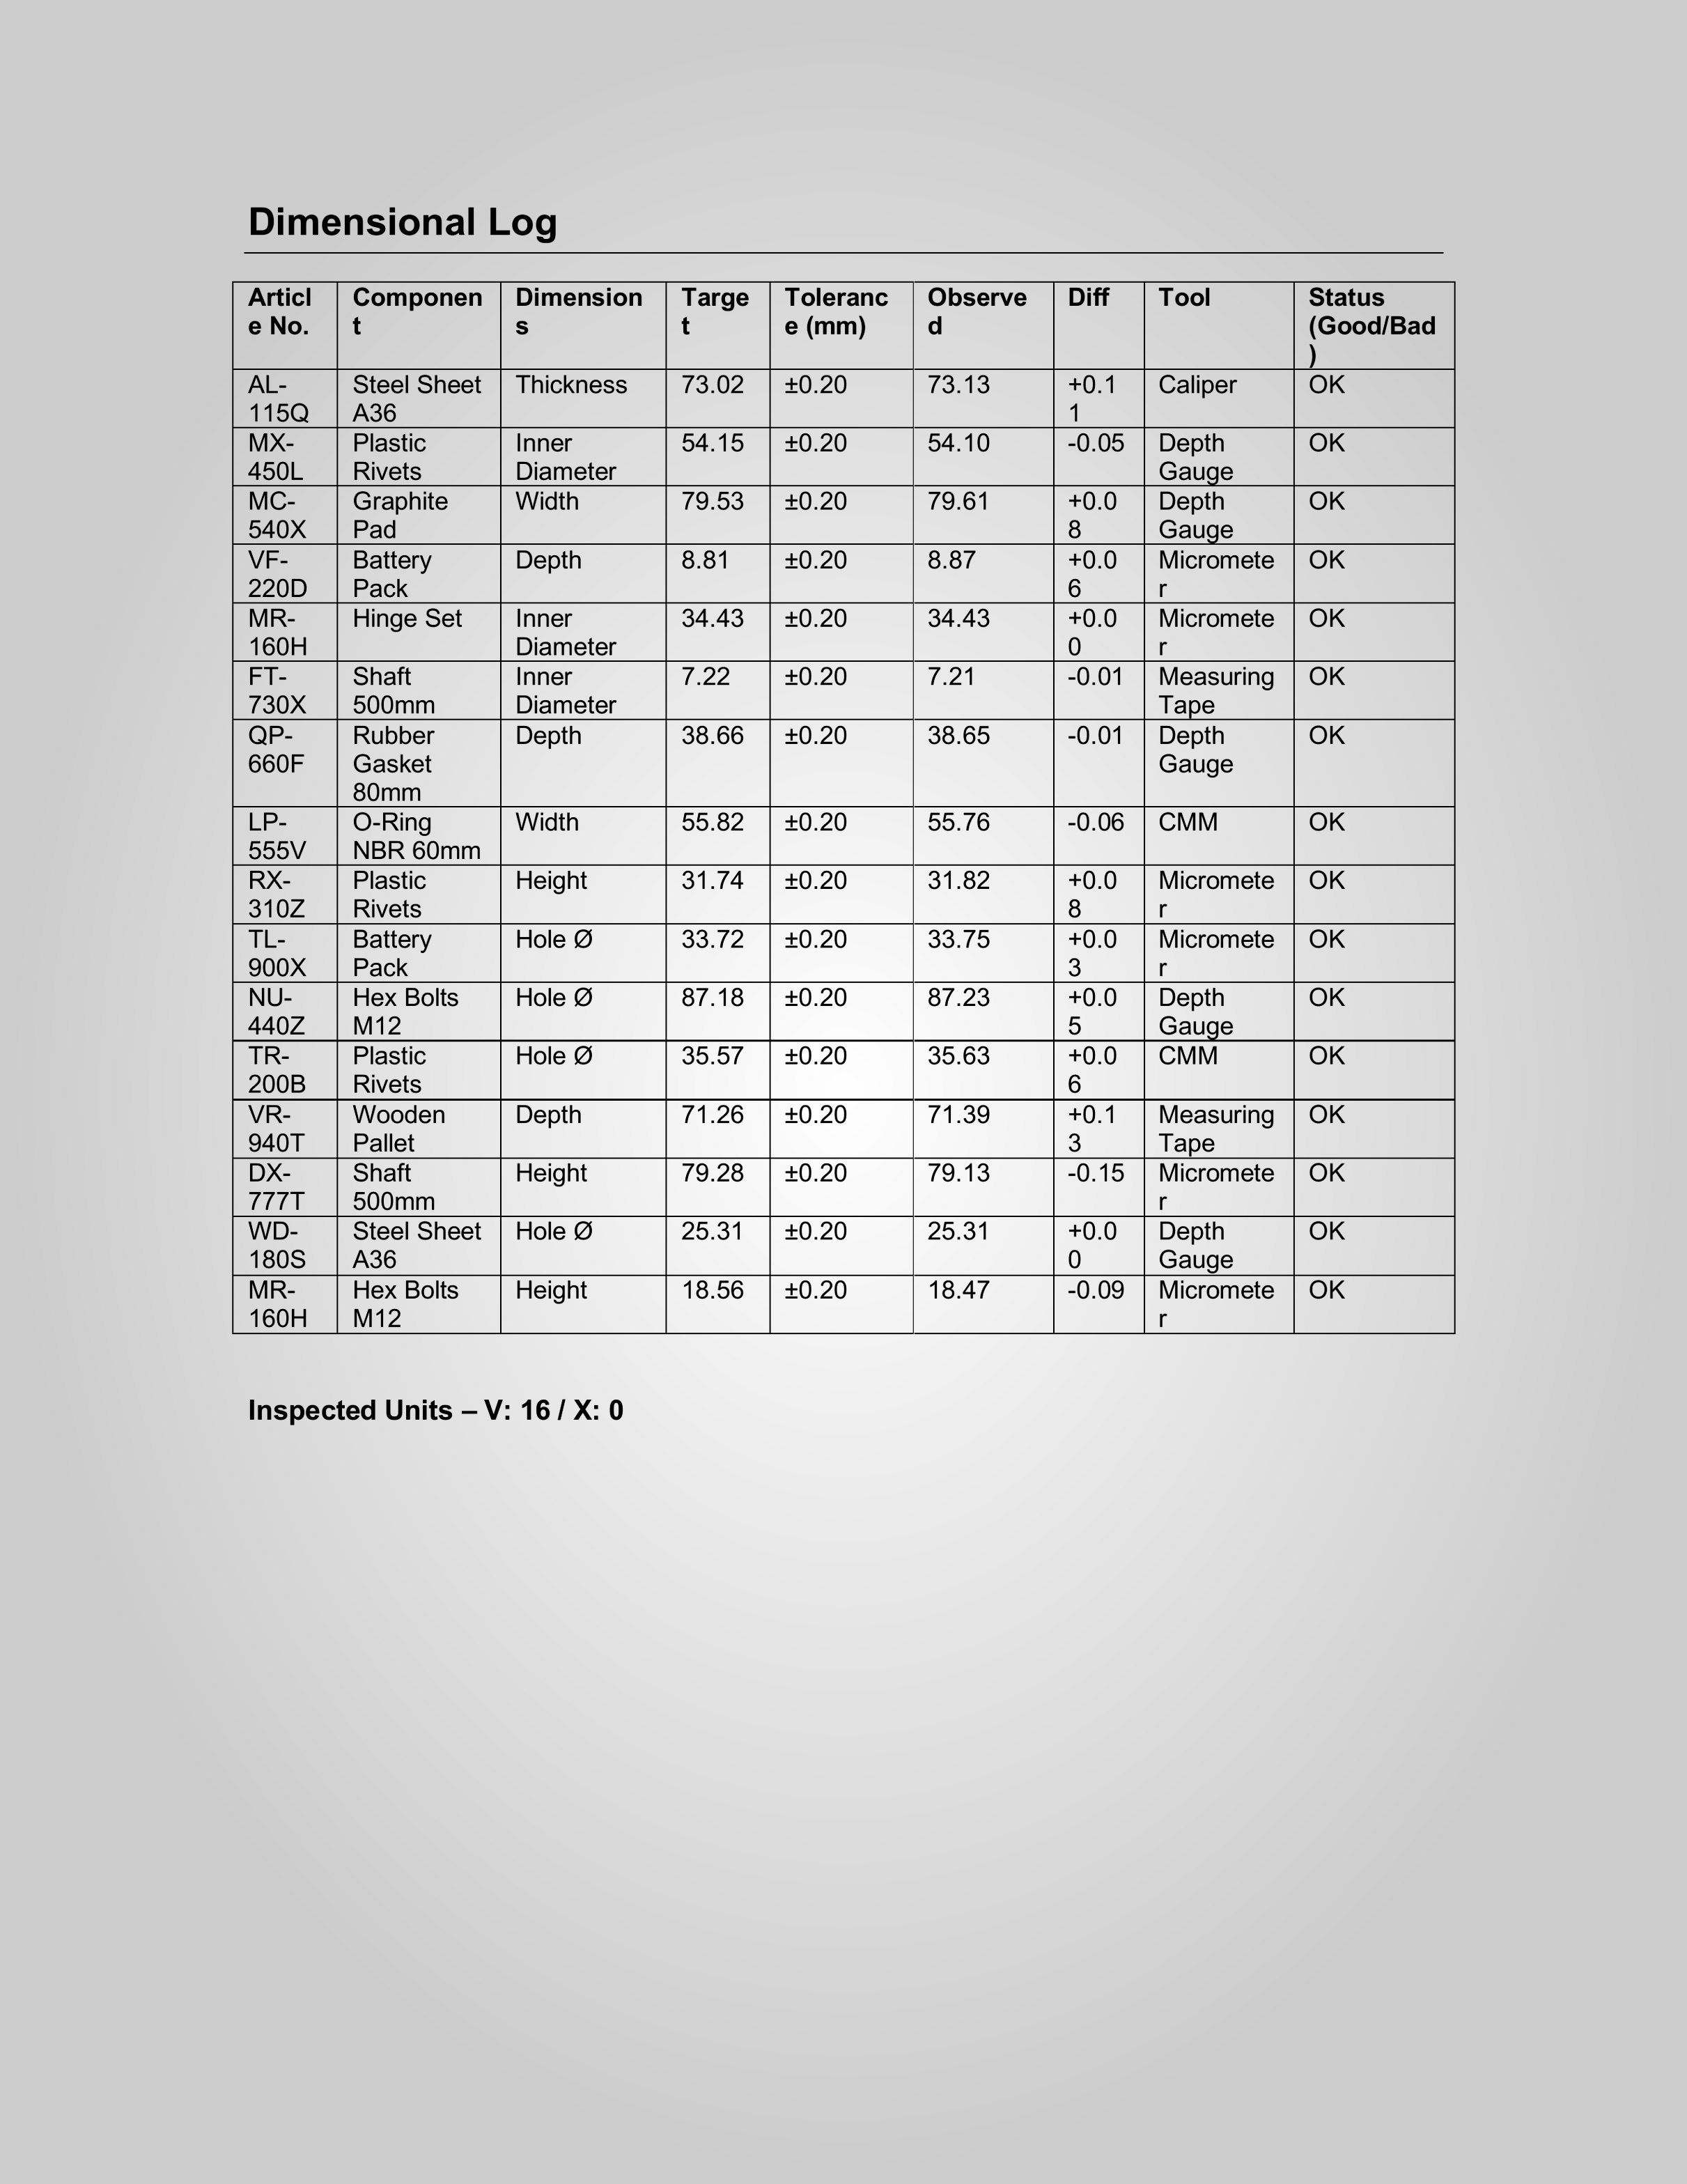 Dimensional Log
Article No. Component Dimensions Target Tolerance (mm) Observed Diff Tool Status (Good/Bad)
AL-115Q Steel Sheet A36 Thickness 73.02 ±0.20 73.13 +0.11 Caliper OK
MX-450L Plastic Rivets Inner Diameter 54.15 ±0.20 54.10 -0.05 Depth Gauge OK
MC-540X Graphite Pad Width 79.53 ±0.20 79.61 +0.08 Depth Gauge OK
VF-220D Battery Pack Depth 8.81 ±0.20 8.87 +0.06 Micrometer OK
MR-160H Hinge Set Inner Diameter 34.43 ±0.20 34.43 +0.00 Micrometer OK
FT-730X Shaft 500mm Inner Diameter 7.22 ±0.20 7.21 -0.01 Measuring Tape OK
QP-660F Rubber Gasket 80mm Depth 38.66 ±0.20 38.65 -0.01 Depth Gauge OK
LP-555V O-Ring NBR 60mm Width 55.82 ±0.20 55.76 -0.06 CMM OK
RX-310Z Plastic Rivets Height 31.74 ±0.20 31.82 +0.08 Micrometer OK
TL-900X Battery Pack Hole Ø 33.72 ±0.20 33.75 +0.03 Micrometer OK
NU-440Z Hex Bolts M12 Hole Ø 87.18 ±0.20 87.23 +0.05 Depth Gauge OK
TR-200B Plastic Rivets Hole Ø 35.57 ±0.20 35.63 +0.06 CMM OK
VR-940T Wooden Pallet Depth 71.26 ±0.20 71.39 +0.13 Measuring Tape OK
DX-777T Shaft 500mm Height 79.28 ±0.20 79.13 -0.15 Micrometer OK
WD-180S Steel Sheet A36 Hole Ø 25.31 ±0.20 25.31 +0.00 Depth Gauge OK
MR-160H Hex Bolts M12 Height 18.56 ±0.20 18.47 -0.09 Micrometer OK
Inspected Units – V: 16 / X: 0